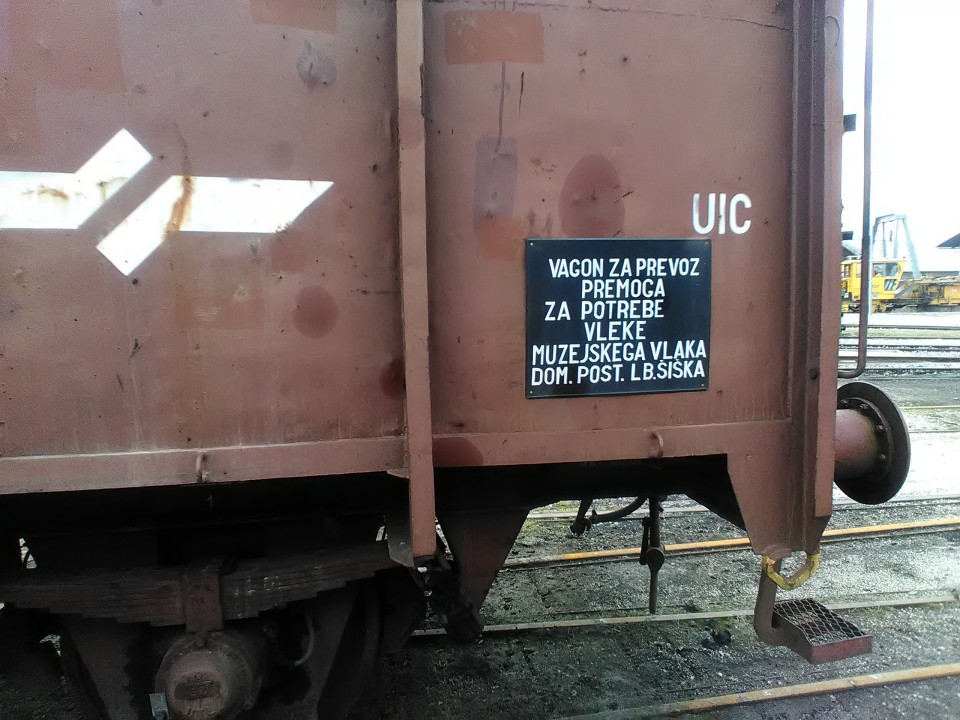 UIC
VAGON ZA PREVOZ
PREMOGA
ZA POTREBE
VLEKE
MUZEJSKEGA VLAKA
DOM. POST. LB.ŠIŠKA